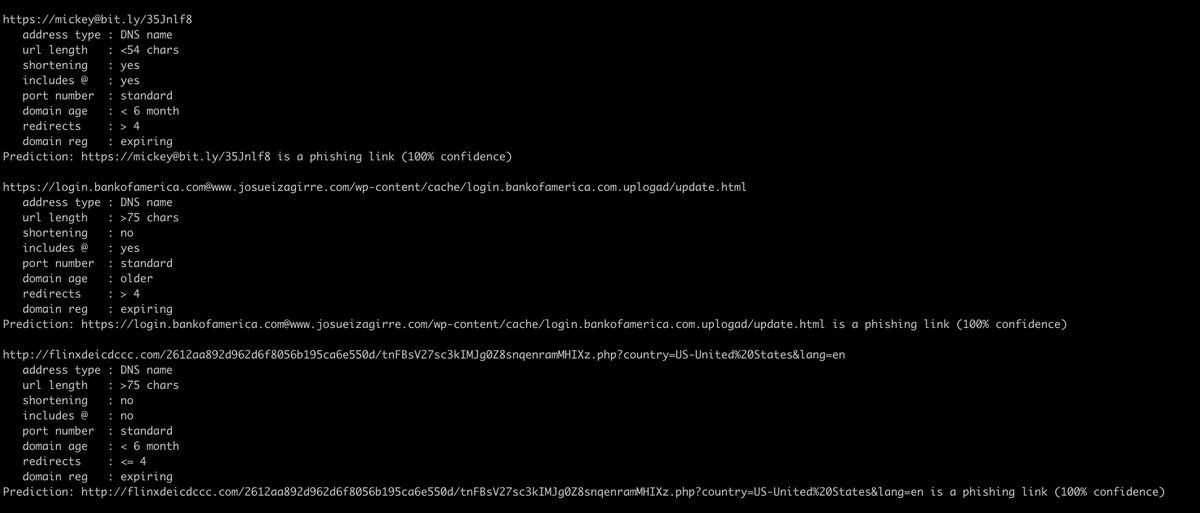 https://mickey@bit.ly/35Jnlf8
address type : DNS name
url length : <54 chars
shortening : yes
includes @ : yes
port number : standard
domain age : < 6 month
redirects : > 4
domain reg : expiring
Prediction: https://mickey@bit.ly/35Jnlf8 is a phishing link (100% confidence)
https://login.bankofamerica.com@www.josueizagirre.com/wp-content/cache/login.bankofamerica.com.uplogad/update.html
address type : DNS name
url length : >75 chars
shortening : no
includes @ : yes
port number : standard
domain age : older
redirects : > 4
domain reg : expiring
Prediction: https://login.bankofamerica.com@www.josueizagirre.com/wp-content/cache/login.bankofamerica.com.uplogad/update.html is a phishing link (100% confidence)
http://flinxdeicdccc.com/2612aa892d962d6f8056b195ca6e550d/tnFBsV27sc3kIMJg0Z8snqenramMHIXz.php?country=US-United%20States&lang=en
address type : DNS name
url length : >75 chars
shortening : no
includes @ : no
port number : standard
domain age : < 6 month
redirects : <= 4
domain reg : expiring
Prediction: http://flinxdeicdccc.com/2612aa892d962d6f8056b195ca6e550d/tnFBsV27sc3kIMJg0Z8snqenramMHIXz.php?country=US-United%20States&lang=en is a phishing link (100% confidence)